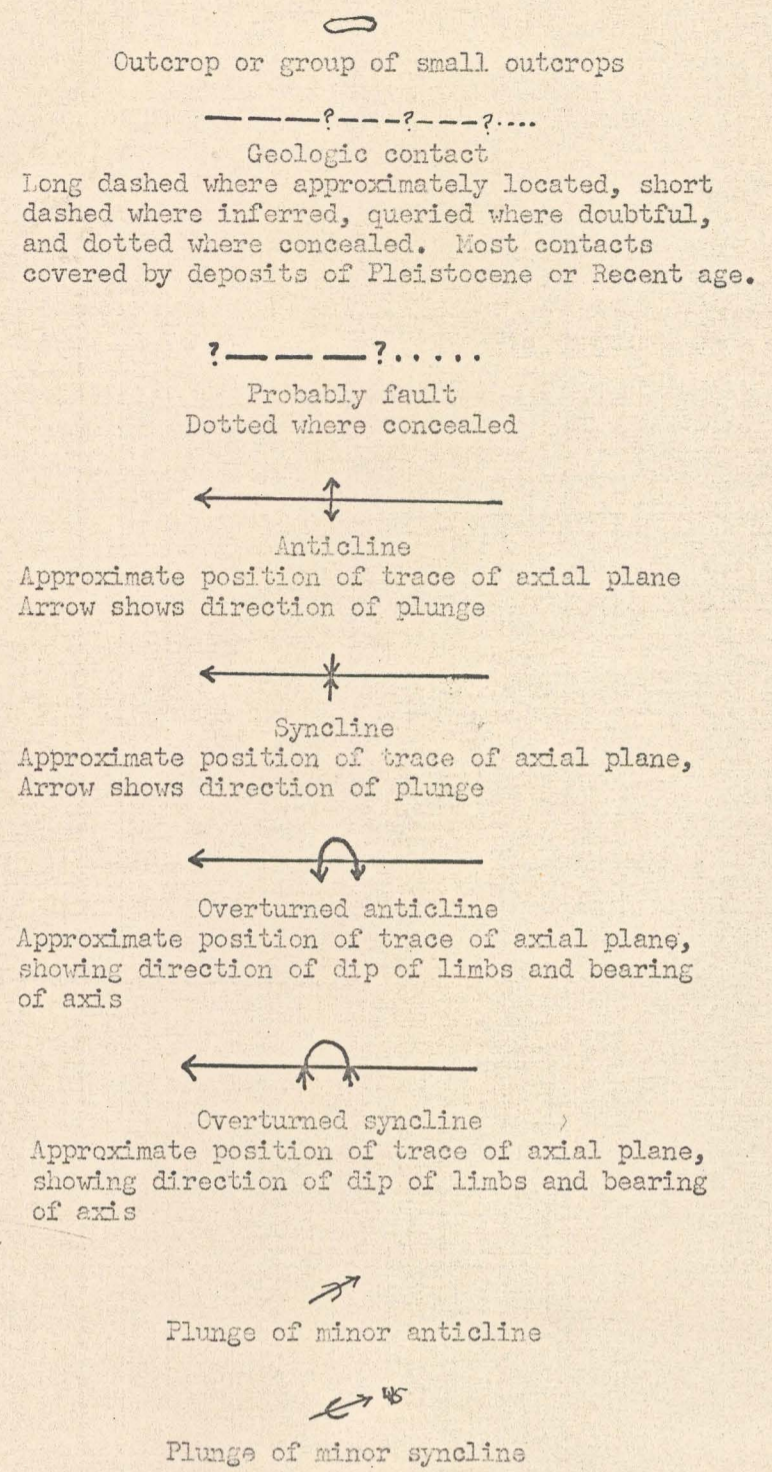 Outcrop or group of small outcrops
? ? ?
Geologic contact
Long dashed where approximately located, short
dashed where inferred, queried where doubtful,
and dotted where concealed. Most contacts
covered by deposits of Pleistocene or Recent age.
? ?
Probably fault
Dotted where concealed
Anticline
Approximate position of trace of axial plane
Arrow shows direction of plunge
Syncline
Approximate position of trace of axial plane,
Arrow shows direction of plunge
Overturned anticline
Approximate position of trace of axial plane,
showing direction of dip of limbs and bearing
of axis
Overturned syncline
Approximate position of trace of axial plane,
showing direction of dip of limbs and bearing
of axis
Plunge of minor anticline
45
Plunge of minor syncline